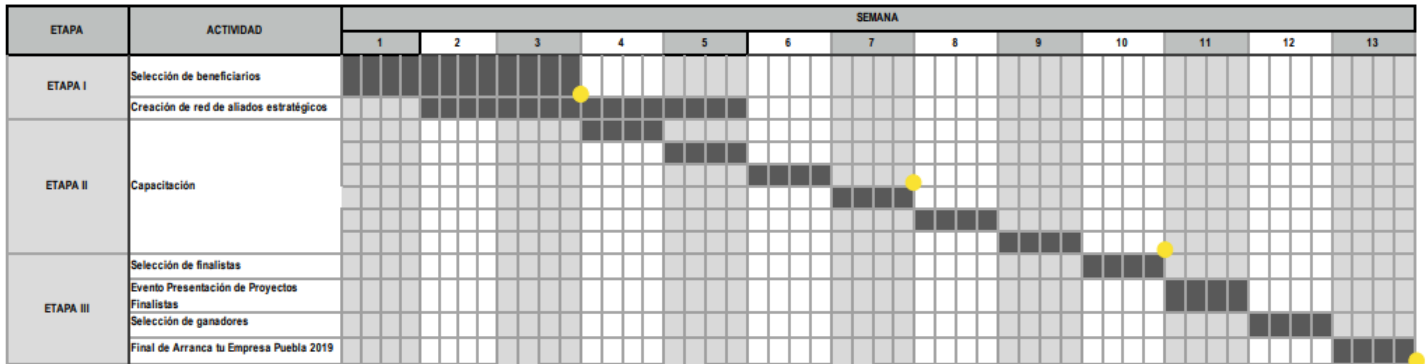 ETAPA
ACTIVIDAD
SEMANA
1 2 3 4 5 6 7 8 9 10 11 12 13
ETAPA I
Selección de beneficiarios
Creación de red de aliados estratégicos
ETAPA II
Capacitación
ETAPA III
Selección de finalistas
Evento Presentación de Proyectos
Finalistas
Selección de ganadores
Final de Arranca tu Empresa Puebla 2019